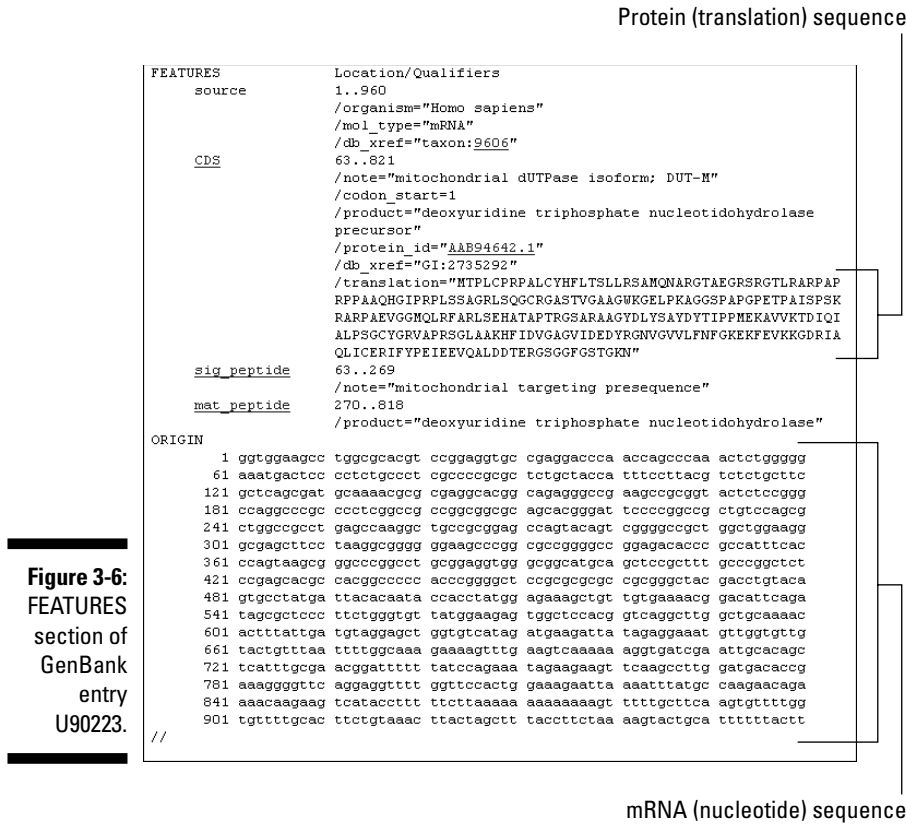 Protein (translation) sequence
FEATURES Location/Qualifiers
source 1..960
/organism="Homo sapiens"
/mol_type="mRNA"
/db_xref="taxon:9606"
CDS 63..821
/note="mitochondrial dUTPase isoform; DUT-M"
/codon_start=1
/product="deoxyuridine triphosphate nucleotidohydrolase
precursor"
/protein_id="AAB94642.1"
/db_xref="GI:2735292"
/translation="MTPLCPRPALCYHFLTSLLRSAMQNARGTAEGRSRGTLRARPAP
RPPAAQHGIPRPLSSAGRLSQGCRGASTVGAAGWKGELPKAGGSPAPGPETPAISPSK
RARPAEVGGMQLRFARLSEHATAPTRGSARAAGYDLYSAYDYTIPPMEKAVVKTDIQI
ALPSGCYGRVAPRSGLAAKHFIDVGAGVIDEDYRGNVGVVLFNFGKEKFEVKKGDRIA
QLICERIFYPEIEEVQALDDTERGSGGFGSTGKN"
sig_peptide 63..269
/note="mitochondrial targeting presequence"
mat_peptide 270..818
/product="deoxyuridine triphosphate nucleotidohydrolase"
ORIGIN
1 ggtggaagcc tggcgcacgt ccggaggtgc cgaggaccca accagcccaa actctggggg
61 aaatgactcc cctctgccct cgccccgcgc tctgctacca tttccttacg tctctgcttc
121 gctcagcgat gcaaaacgcg cgaggcacgg cagagggccg aagccgcggt actctccggg
181 ccaggcccgc ccctcggccg ccggcggcgc agcacgggat tccccggccg ctgtccagcg
241 ctggccgcct gagccaaggc tgccgcggag ccagtacagt cggggccgct ggctggaagg
301 gcgagcttcc taaggcgggg ggaagcccgg cgccggggcc ggagacaccc gccatttcac
361 ccagtaagcg ggcccggcct gcggaggtgg gcggcatgca gctccgcttt gcccggctct
421 ccgagcacgc cacggccccc acccggggct ccgcgcgcgc cgcgggctac gacctgtaca
481 gtgcctatga ttacacaata ccacctatgg agaaagctgt tgtgaaaacg gacattcaga
541 tagcgctccc ttctgggtgt tatggaagag tggctccacg gtcaggcttg gctgcaaaac
601 actttattga tgtaggagct ggtgtcatag atgaagatta tagaggaaat gttggtgttg
661 tactgtttaa ttttggcaaa gaaaagtttg aagtcaaaaa aggtgatcga attgcacagc
721 tcatttgcga acggattttt tatccagaaa tagaagaagt tcaagccttg gatgacaccg
781 aaaggggttc aggaggtttt ggttccactg gaaagaatta aaatttatgc caagaacaga
841 aaacaagaag tcataccttt ttcttaaaaa aaaaaaaagt ttttgcttca agtgttttgg
901 tgttttgcac ttctgtaaac ttactagctt taccttctaa aagtactgca tttttttactt
//
Figure 3-6:
FEATURES
section of
GenBank
entry
U90223.
mRNA (nucleotide) sequence